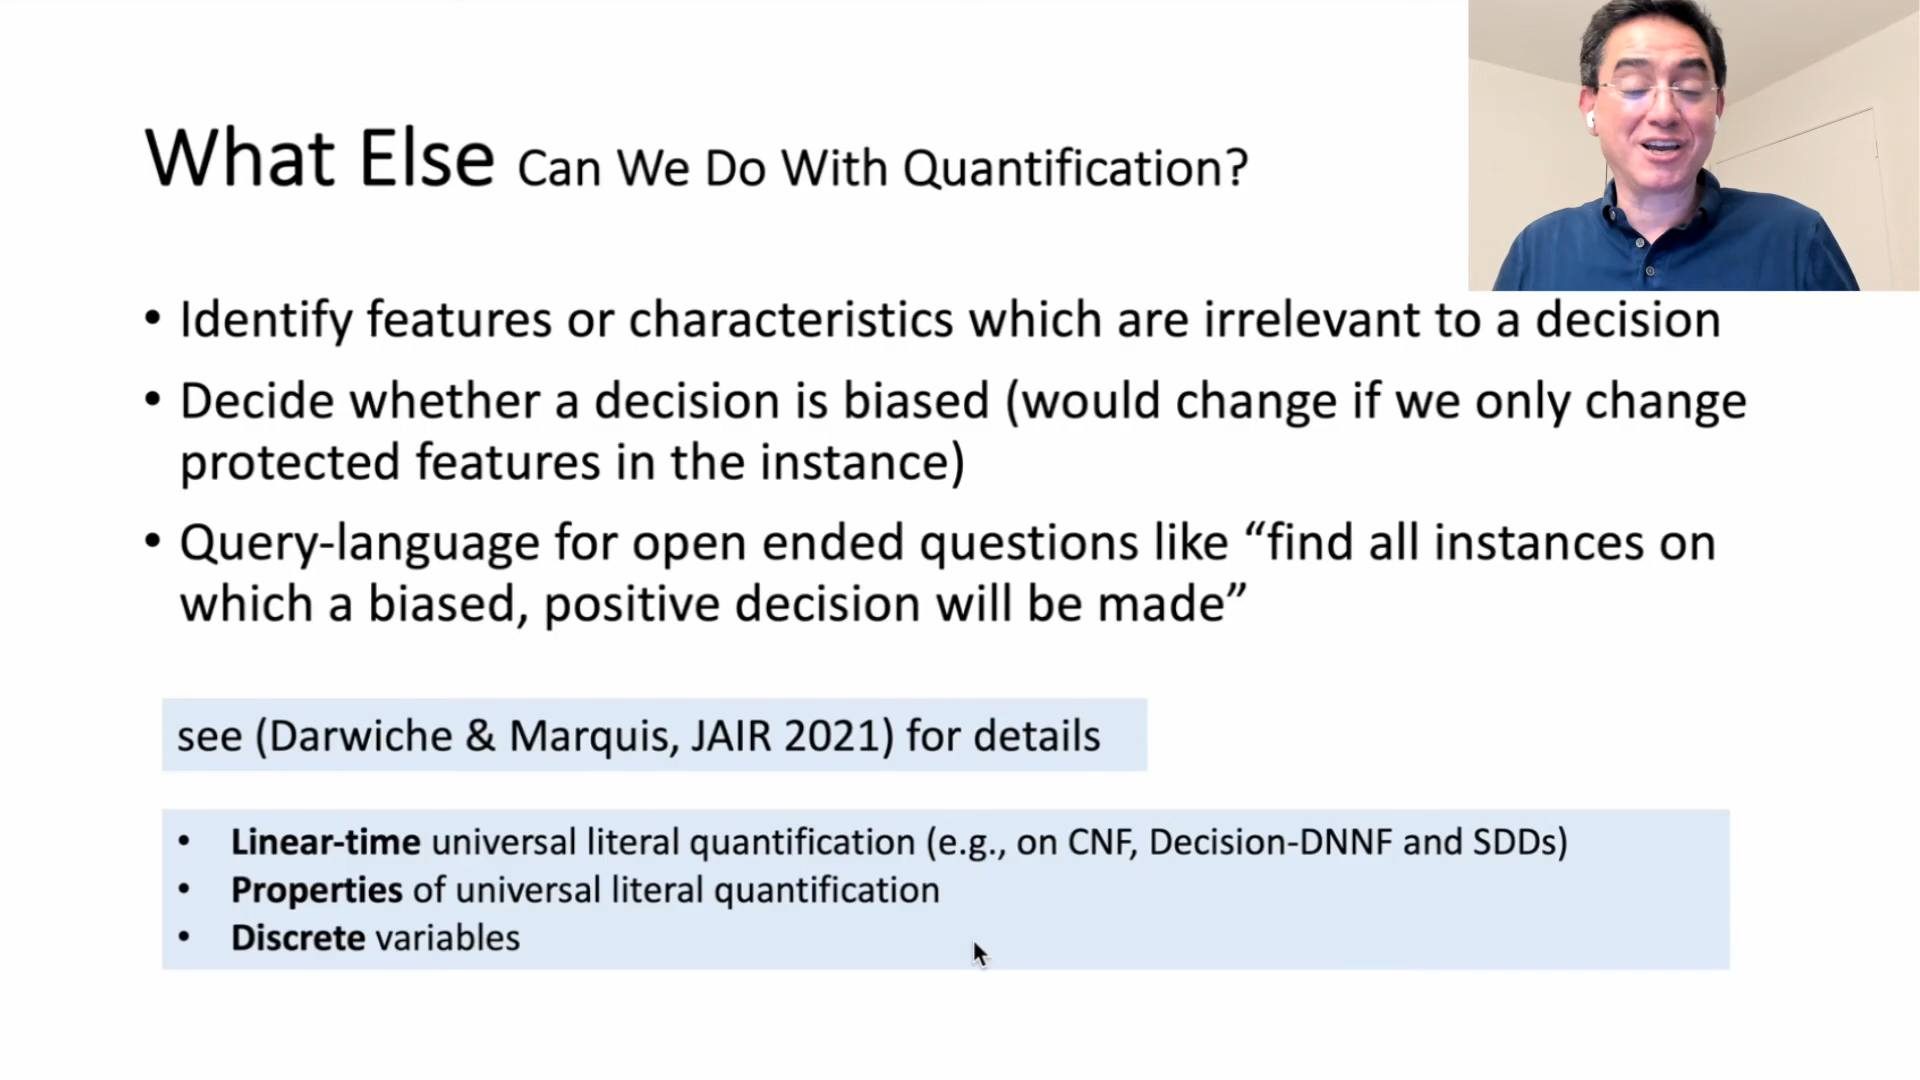 What Else Can We Do With Quantification?
• Identify features or characteristics which are irrelevant to a decision
• Decide whether a decision is biased (would change if we only change
protected features in the instance)
• Query-language for open ended questions like “find all instances on
which a biased, positive decision will be made”
see (Darwiche & Marquis, JAIR 2021) for details
• Linear-time universal literal quantification (e.g., on CNF, Decision-DNNF and SDDs)
• Properties of universal literal quantification
• Discrete variables